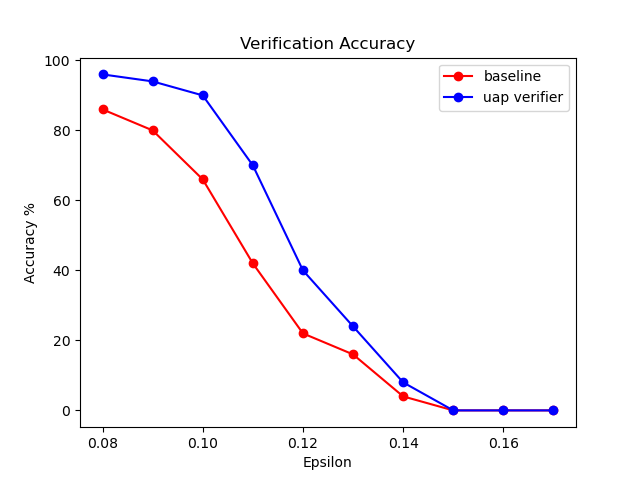 Verification Accuracy
baseline
uap verifier
Accuracy %
100
80
60
40
20
0
0.08 0.10 0.12 0.14 0.16
Epsilon